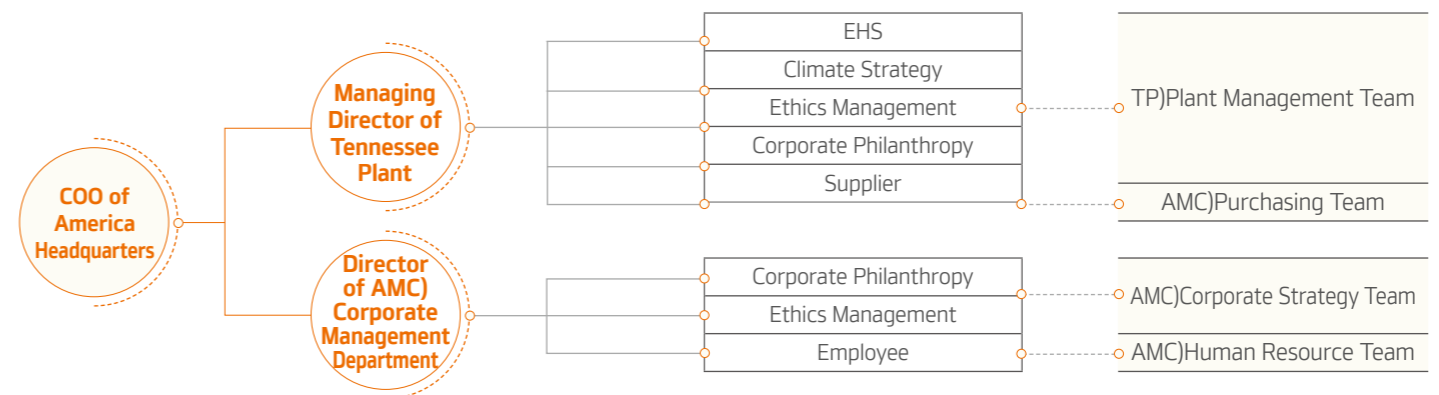 COO of
America
Headquarters
Managing
Director of
Tennessee
Plant
EHS
Climate Strategy
Ethics Management
Corporate Philanthropy
Supplier
TP)Plant Management Team
AMC)Purchasing Team
Director
of AMC)
Corporate
Management
Department
Corporate Philanthropy
Ethics Management
Employee
AMC)Corporate Strategy Team
AMC)Human Resource Team